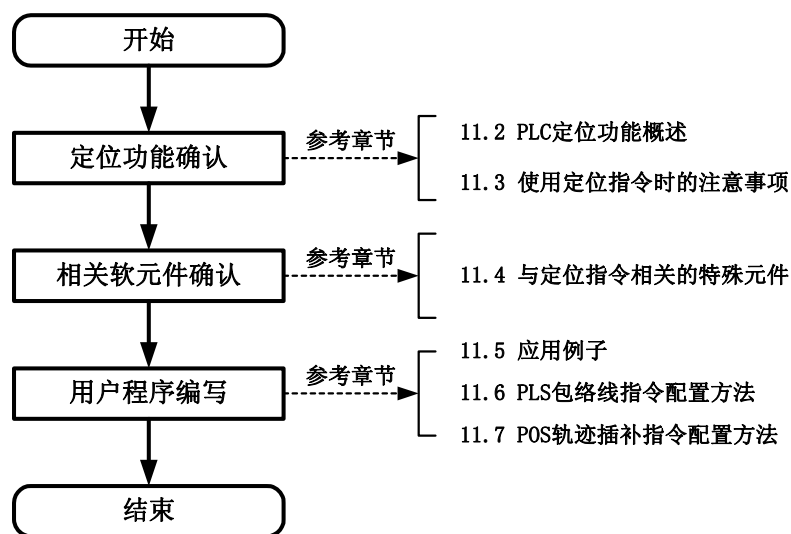 开始
定位功能确认
参考章节
11.2 PLC定位功能概述
11.3 使用定位指令时的注意事项
相关软元件确认
参考章节
11.4 与定位指令相关的特殊元件
用户程序编写
参考章节
11.5 应用例子
11.6 PLS包络线指令配置方法
11.7 POS轨迹插补指令配置方法
结束